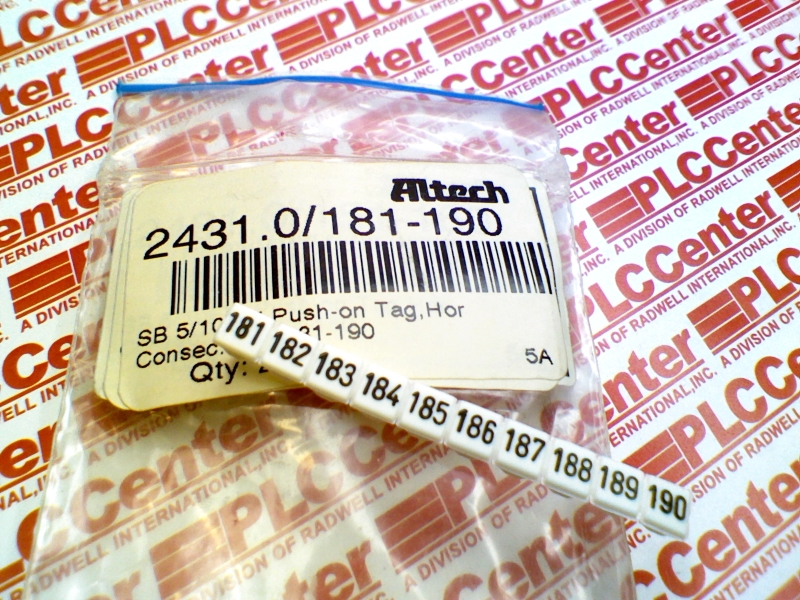 Altech
2431.0/181-190
SB 5/10 Push-on Tag,Hor
Consec. 190
Qty:
5A
181 182 183 184 185 186 187 188 189 190
PLCCenter
A DIVISION OF RADWELL INTERNATIONAL, INC.